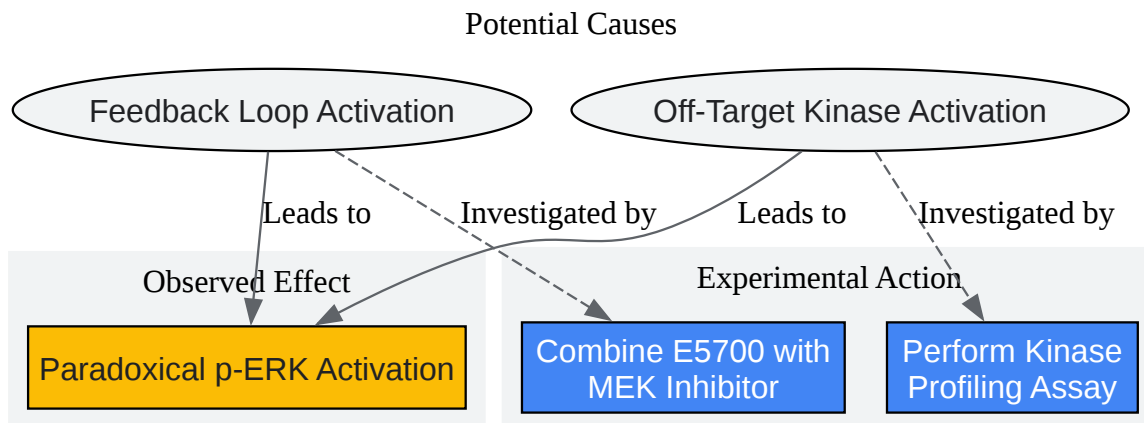 Potential Causes
Feedback Loop Activation
Off-Target Kinase Activation
Leads to
Investigated by
Leads to
Investigated by
Observed Effect
Experimental Action
Paradoxical p-ERK Activation
Combine E5700 with
MEK Inhibitor
Perform Kinase
Profiling Assay